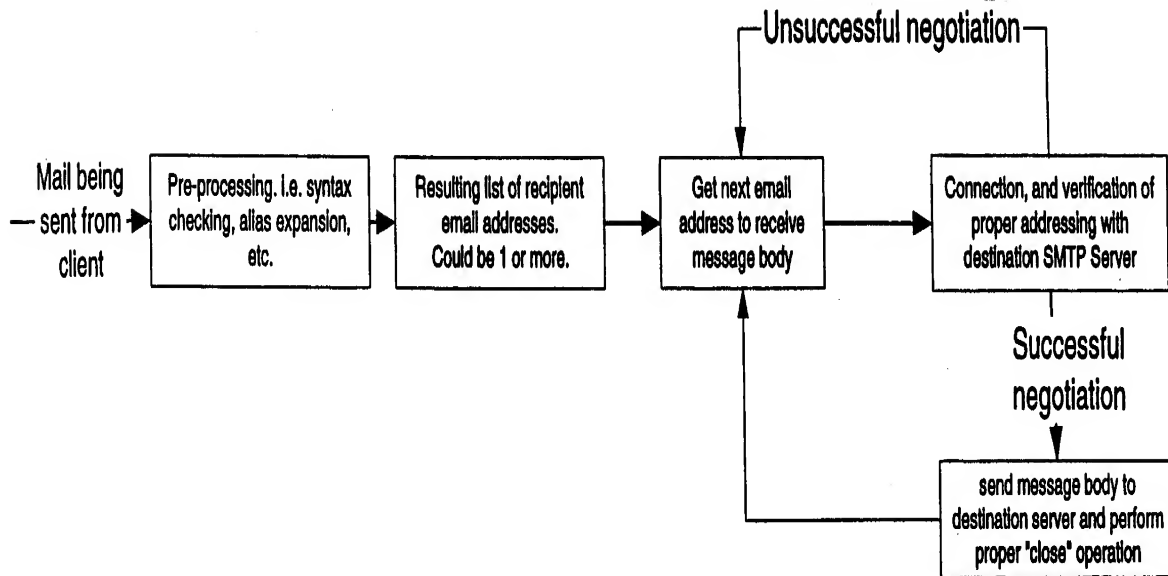 Unsuccessful negotiation
Mail being
sent from
client
Pre-processing. i.e. syntax
checking, alias expansion,
etc.
Resulting list of recipient
email addresses.
Could be 1 or more.
Get next email
address to receive
message body
Connection, and verification of
proper addressing with
destination SMTP Server
Successful
negotiation
send message body to
destination server and perform
proper "close" operation